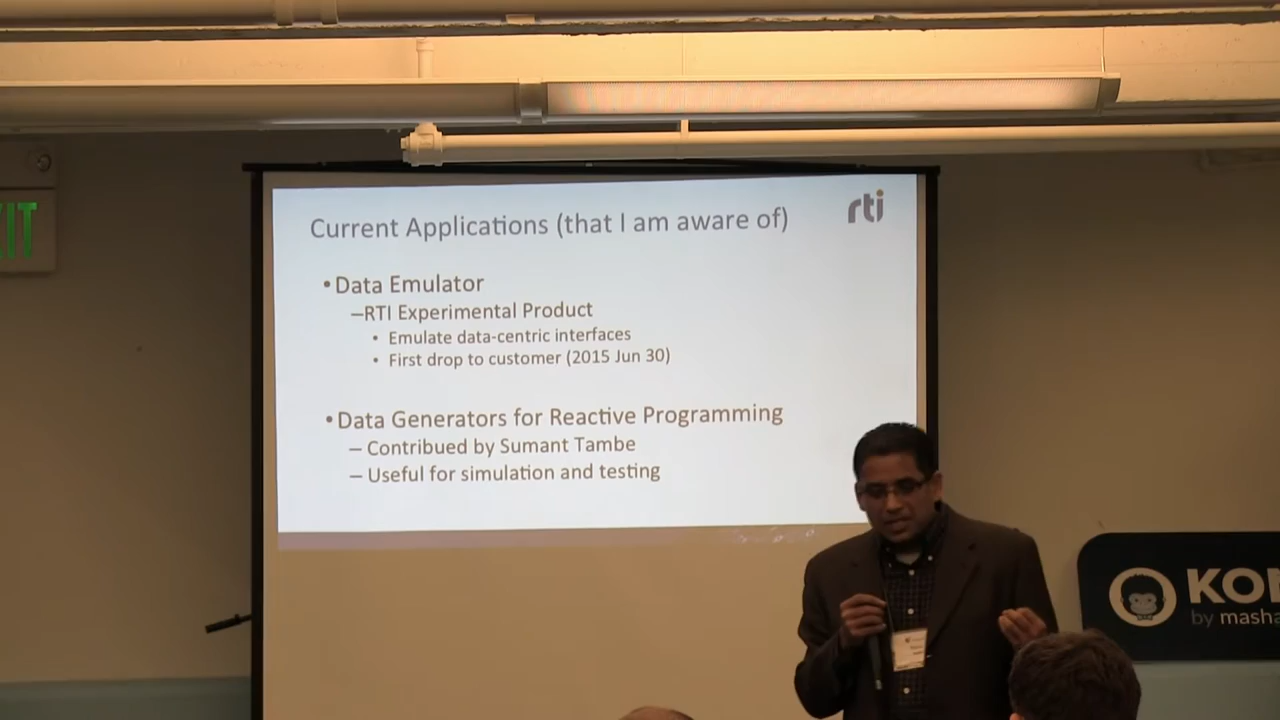 XIT
Current Applications (that I am aware of)
rti
• Data Emulator
– RTI Experimental Product
• Emulate data-centric interfaces
• First drop to customer (2015 Jun 30)
• Data Generators for Reactive Programming
– Contribued by Sumant Tambe
– Useful for simulation and testing
KON
by masha